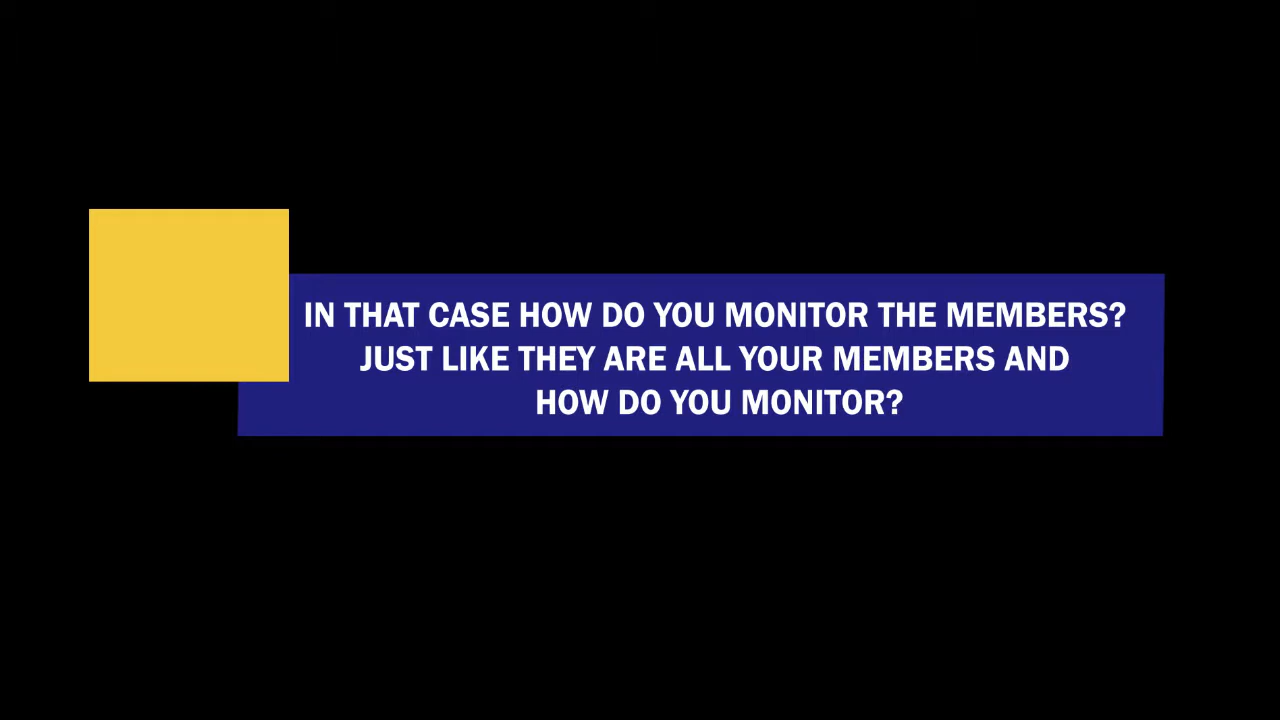 IN THAT CASE HOW DO YOU MONITOR THE MEMBERS?
JUST LIKE THEY ARE ALL YOUR MEMBERS AND
HOW DO YOU MONITOR?